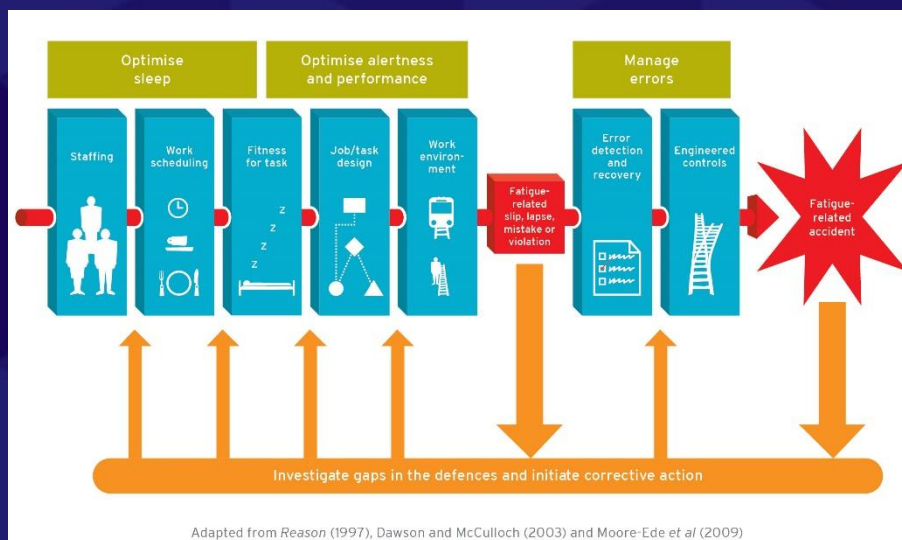 Optimise
sleep
Optimise alertness
and performance
Manage
errors
Staffing
Work
scheduling
Fitness
for task
Job/task
design
Work
environ-
ment
Fatigue-
related
slip, lapse,
mistake or
violation
Error
detection
and
recovery
Engineered
controls
Fatigue-
related
accident
z
z
z
z
Investigate gaps in the defences and initiate corrective action
Adapted from Reason (1997), Dawson and McCulloch (2003) and Moore-Ede et al (2009)